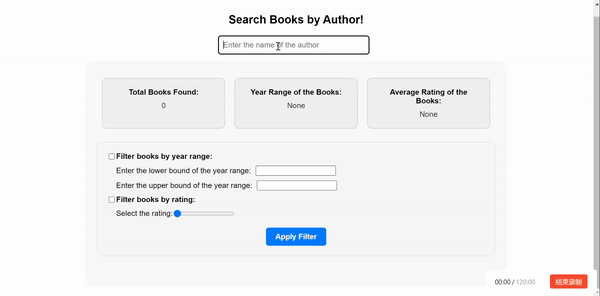 Search Books by Author!
Enter the name of the author
Total Books Found:
0
Year Range of the Books:
None
Average Rating of the
Books:
None
Filter books by year range:
Enter the lower bound of the year range:
Enter the upper bound of the year range:
Filter books by rating:
Select the rating:
Apply Filter
00:00 / 120:00
结束录制